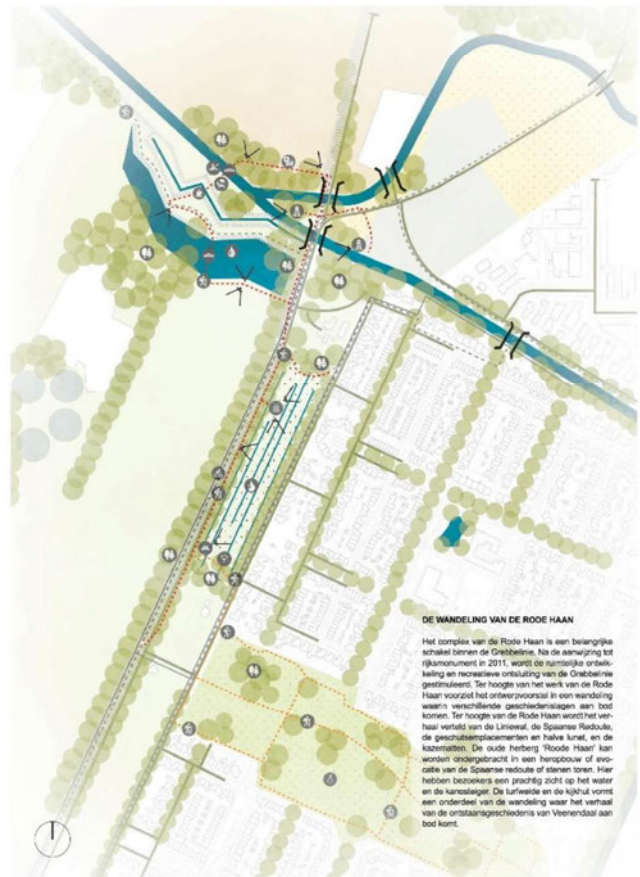 DE WANDELING VAN DE RODE HAAN
Het complex van de Rode Haan is een belangrijke
schakel binnen de Grebbelinie. Na de aanwijzing tot
rijksmonument in 2011, wordt de ruimtelijke ontwik-
keling en recreatieve ontsluiting van de Grebbelinie
gestimuleerd. Ter hoogte van het werk van de Rode
Haan voorziet het ontwerpvoorstel in een wandeling
waarin verschillende geschiedenislagen aan bod
komen. Ter hoogte van de Rode Haan wordt het ver-
haal verteld van de Liniewal, de Spaanse Redoute,
de geschutsemplacementen en halve lunet, en de
kazematten. De oude herberg 'Roode Haan' kan
worden ondergebracht in een heropbouw of evo-
catie van de Spaanse redoute of stenen toren. Hier
hebben bezoekers een prachtig zicht op het water
en de kanosteiger. De turfweide en de kijkhut vormt
een onderdeel van de wandeling waar het verhaal
van de ontstaansgeschiedenis van Veenendaal aan
bod komt.